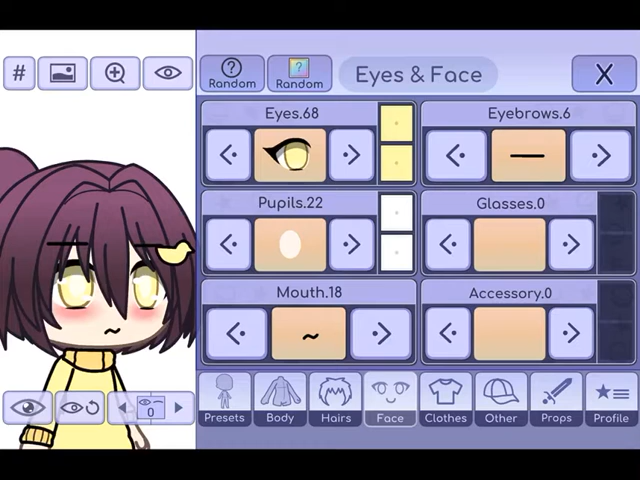 #
? Random
? Random
Eyes & Face
X
Eyes.68
Eyebrows.6
Pupils.22
Glasses.0
Mouth.18
Accessory.0
0
Presets
Body
Hairs
Face
Clothes
Other
Props
Profile